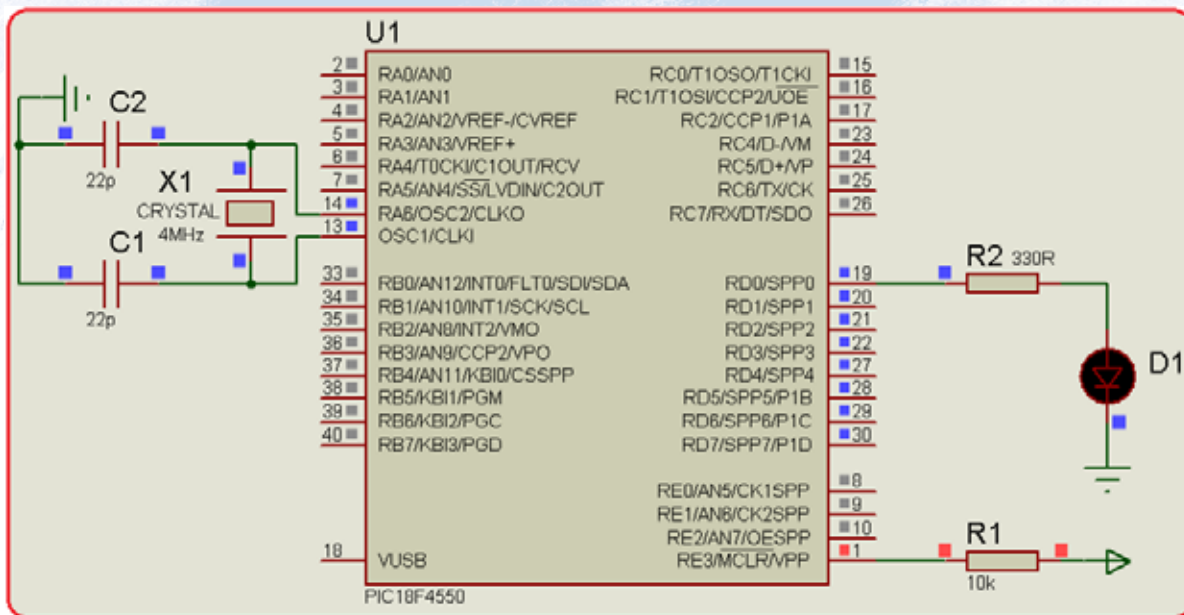 U1
C2
22p
X1
CRYSTAL
4MHz
C1
22p
2 RA0/AN0
3 RA1/AN1
4 RA2/AN2/VREF-/CVREF
5 RA3/AN3/VREF+
6 RA4/T0CKI/C1OUT/RCV
7 RA5/AN4/SS/LVDIN/C2OUT
14 RA6/OSC2/CLKO
13 OSC1/CLKI
33 RB0/AN12/INT0/FLT0/SDI/SDA
34 RB1/AN10/INT1/SCK/SCL
35 RB2/AN8/INT2/VMO
36 RB3/AN9/CCP2/VPO
37 RB4/AN11/KBI0/CSSPP
38 RB5/KBI1/PGM
39 RB6/KBI2/PGC
40 RB7/KBI3/PGD
18 VUSB
RC0/T1OSO/T1CKI 15
RC1/T1OSI/CCP2/UOE 16
RC2/CCP1/P1A 17
RC4/D-/VM 23
RC5/D+/VP 24
RC6/TX/CK 25
RC7/RX/DT/SDO 26
RD0/SPP0 19
RD1/SPP1 20
RD2/SPP2 21
RD3/SPP3 22
RD4/SPP4 27
RD5/SPP5/P1B 28
RD6/SPP6/P1C 29
RD7/SPP7/P1D 30
RE0/AN5/CK1SPP 8
RE1/AN6/CK2SPP 9
RE2/AN7/OESPP 10
RE3/MCLR/VPP 1
PIC18F4550
R2 330R
D1
R1
10k